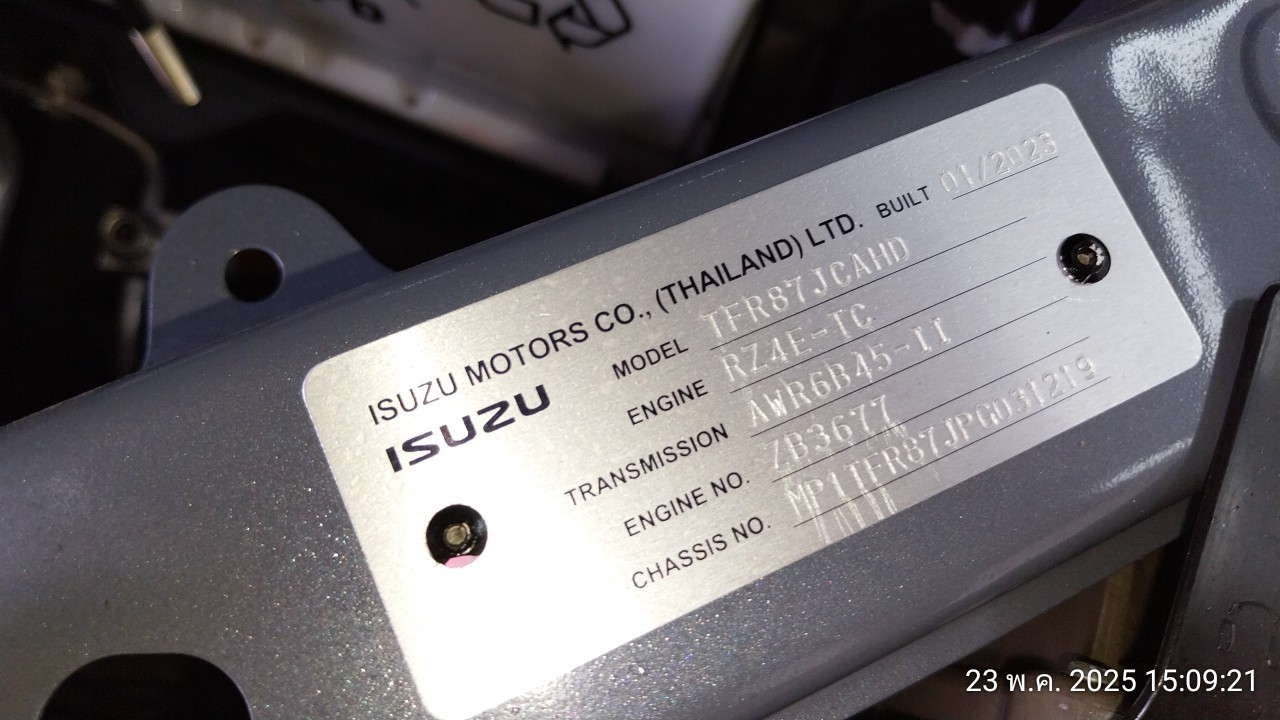 ISUZU MOTORS CO., (THAILAND) LTD. BUILT 01/2023
ISUZU
MODEL TFR87JCAHD
ENGINE RZ4E-TC
TRANSMISSION AWR6B45-II
ENGINE NO. ZB3677
CHASSIS NO. MP1TFR87JPG031219
23 พ.ค. 2025 15:09:21